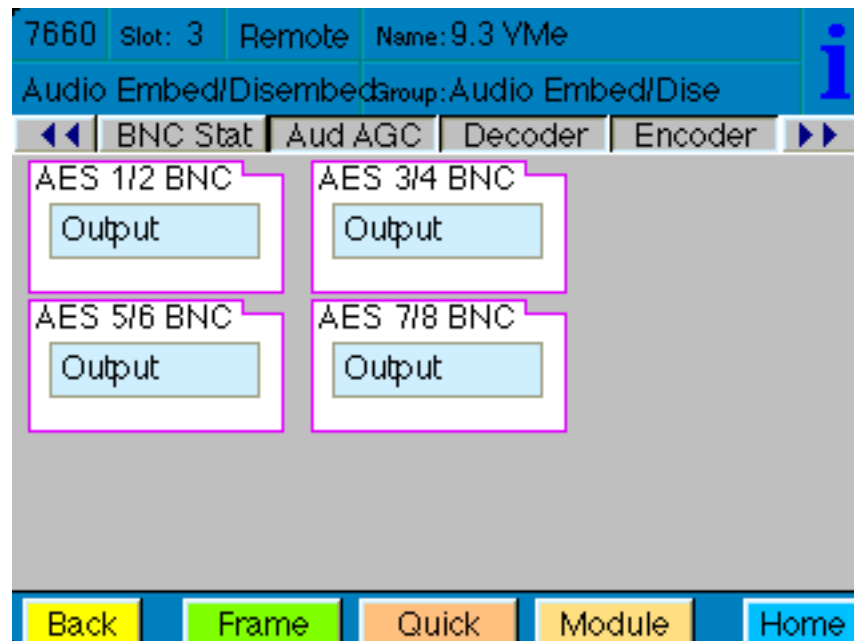 7660 Slot: 3 Remote Name: 9.3 VMe
Audio Embed/Disembed Group: Audio Embed/Dise
BNC Stat Aud AGC Decoder Encoder
AES 1/2 BNC AES 3/4 BNC
Output Output
AES 5/6 BNC AES 7/8 BNC
Output Output
Back Frame Quick Module Home